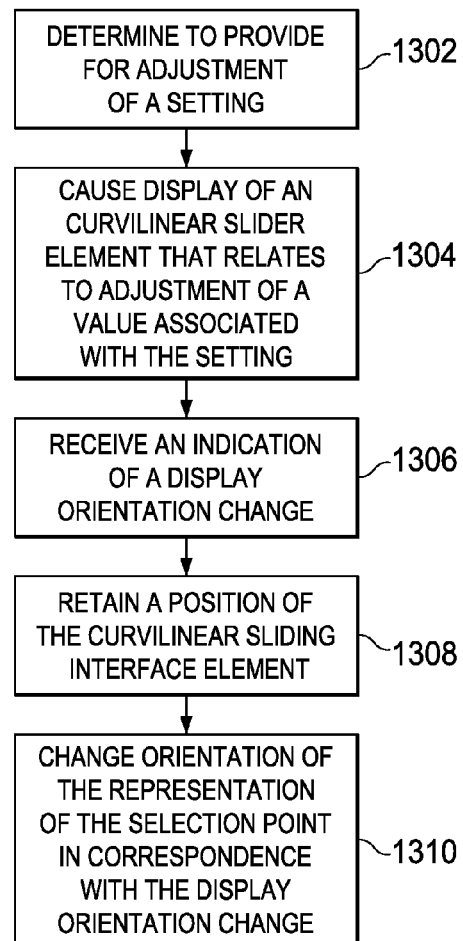 DETERMINE TO PROVIDE
FOR ADJUSTMENT
OF A SETTING
1302
CAUSE DISPLAY OF AN
CURVILINEAR SLIDER
ELEMENT THAT RELATES
TO ADJUSTMENT OF A
VALUE ASSOCIATED
WITH THE SETTING
1304
RECEIVE AN INDICATION
OF A DISPLAY
ORIENTATION CHANGE
1306
RETAIN A POSITION OF
THE CURVILINEAR SLIDING
INTERFACE ELEMENT
1308
CHANGE ORIENTATION OF
THE REPRESENTATION
OF THE SELECTION POINT
IN CORRESPONDENCE
WITH THE DISPLAY
ORIENTATION CHANGE
1310